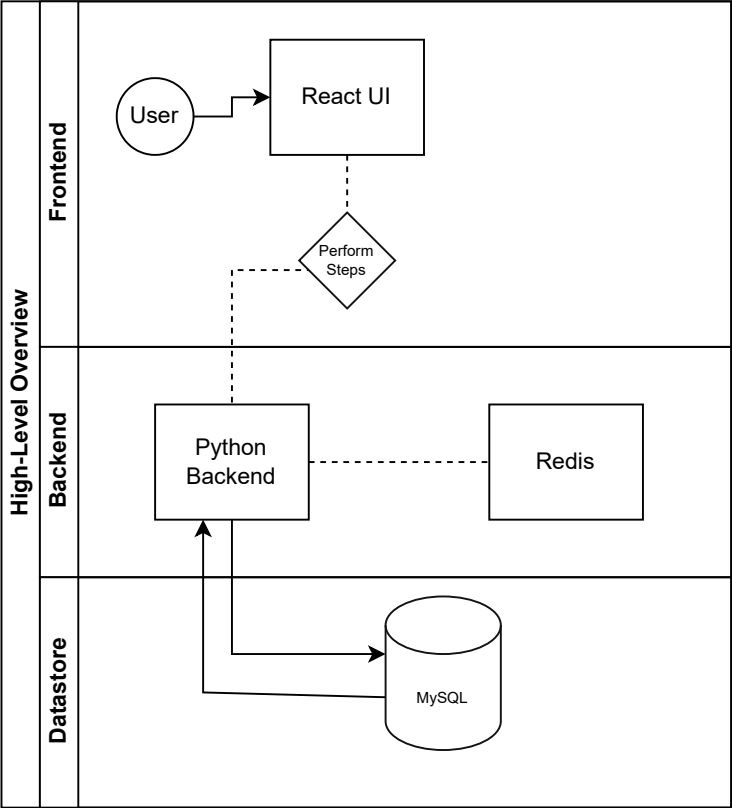 High-Level Overview
Frontend
User
React UI
Perform
Steps
Backend
Python
Backend
Redis
Datastore
MySQL